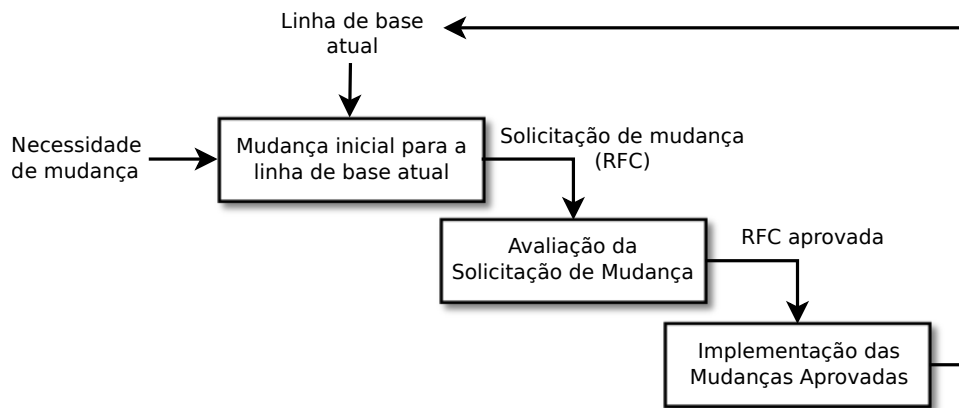 Linha de base
atual
Necessidade
de mudança
Mudança inicial para a
linha de base atual
Solicitação de mudança
(RFC)
Avaliação da
Solicitação de Mudança
RFC aprovada
Implementação das
Mudanças Aprovadas